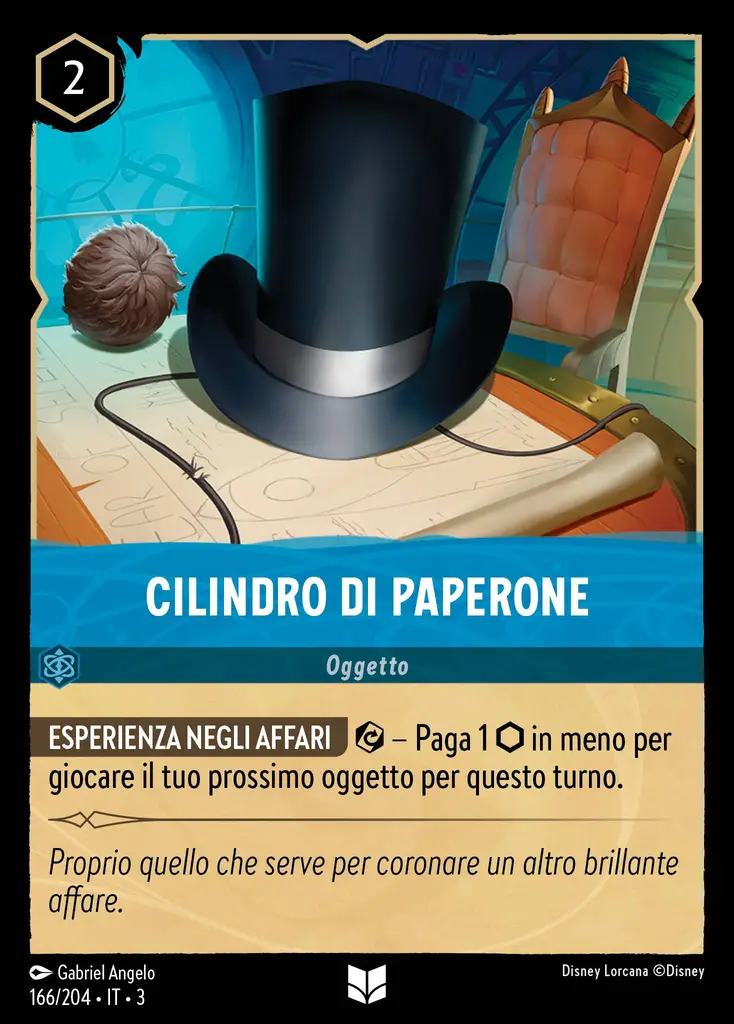 2
CILINDRO DI PAPERONE
Oggetto
ESPERIENZA NEGLI AFFARI – Paga 1 in meno per
giocare il tuo prossimo oggetto per questo turno.
Proprio quello che serve per coronare un altro brillante
affare.
Gabriel Angelo
Disney Lorcana ©Disney
166/204 • IT • 3